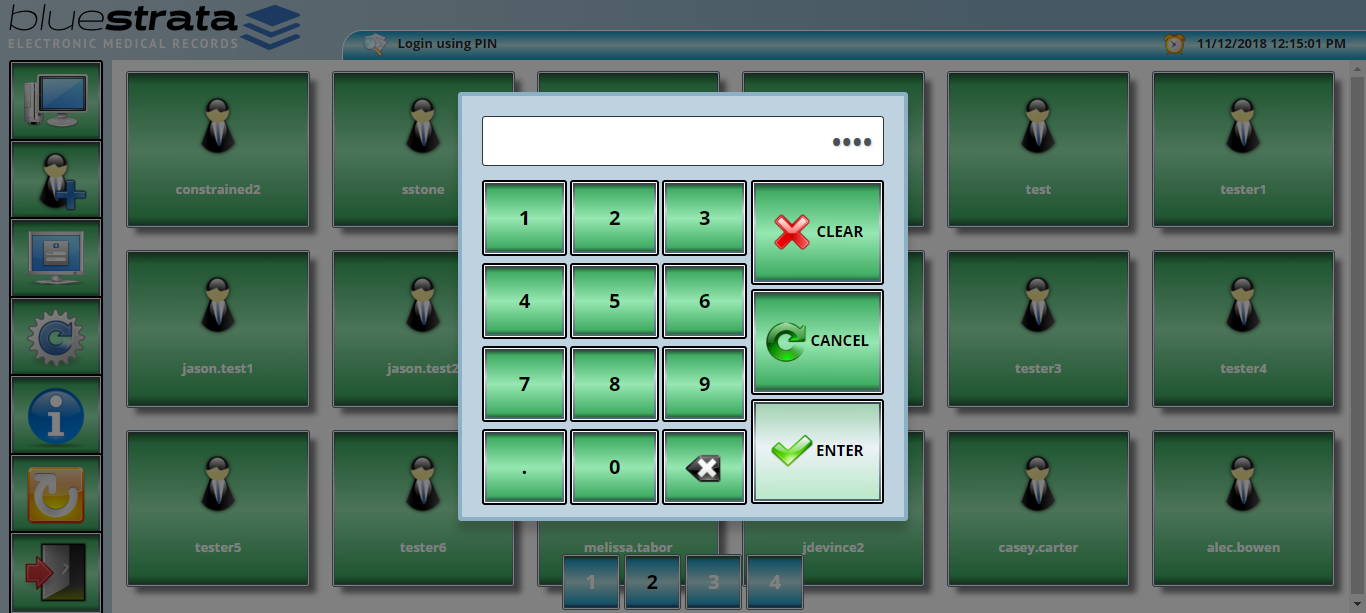 bluestrata
ELECTRONIC MEDICAL RECORDS
Login using PIN
11/12/2018 12:15:01 PM
constrained2
sstone
test
tester1
••••
1 2 3
CLEAR
4 5 6
CANCEL
7 8 9
ENTER
. 0
jason.test1
jason.test2
tester3
tester4
tester5
tester6
melissa.tabor
jdevince2
casey.carter
alec.bowen
1 2 3 4